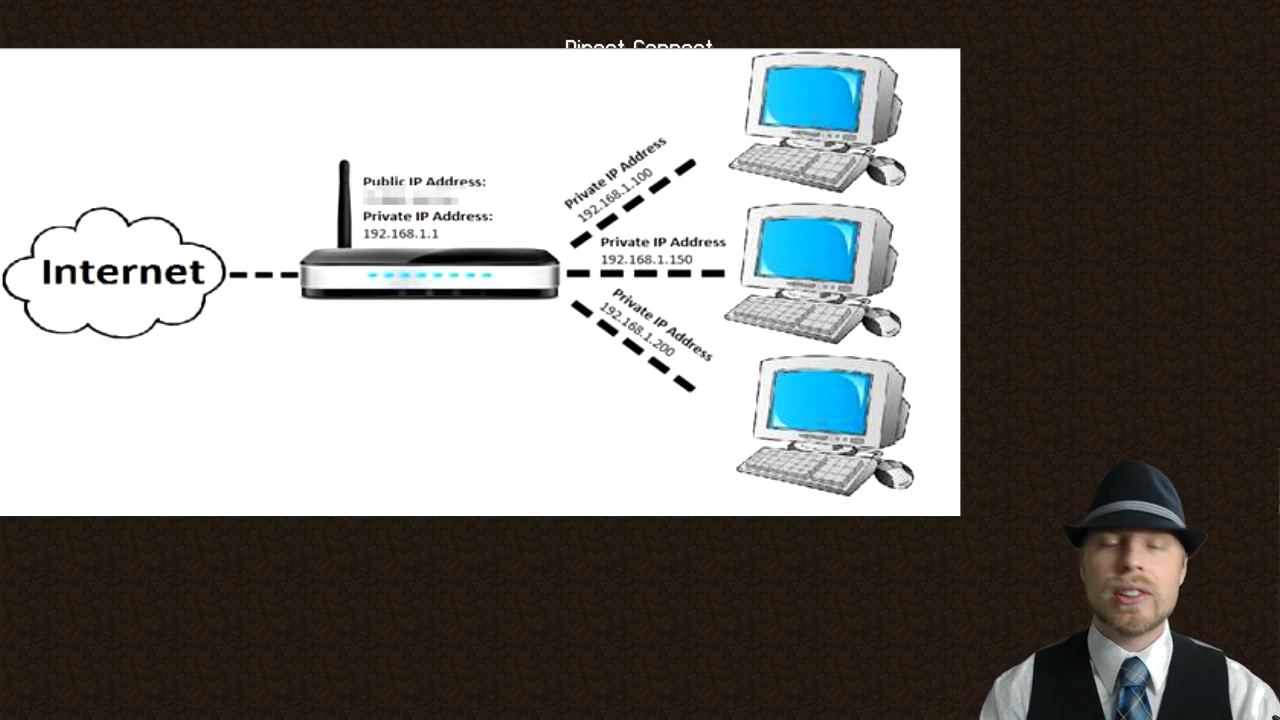 Direct Connect
Public IP Address:
Private IP Address:
192.168.1.1
Internet
Private IP Address
192.168.1.100
Private IP Address
192.168.1.150
Private IP Address
192.168.1.200